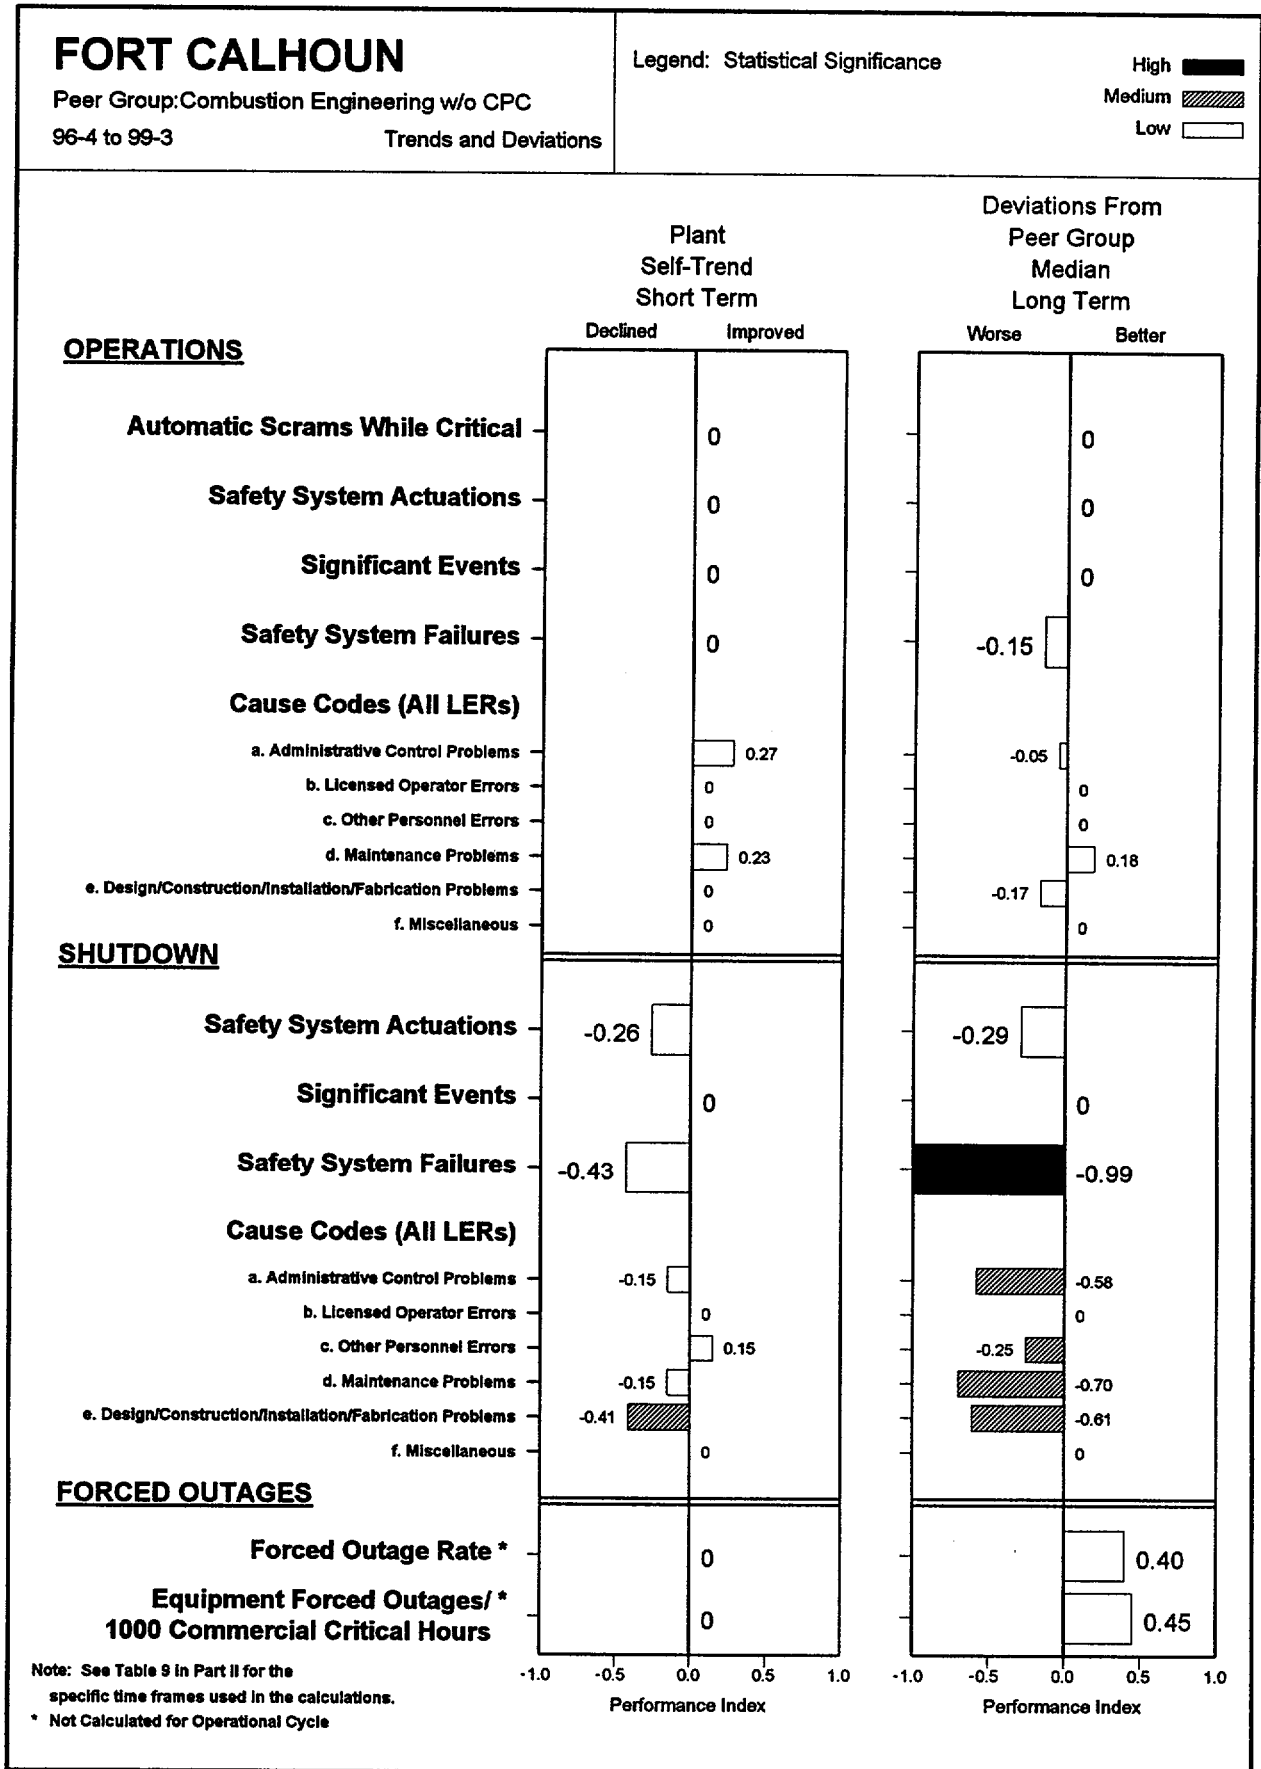 FORT CALHOUN
Peer Group:Combustion Engineering w/o CPC
96-4 to 99-3 Trends and Deviations
Legend: Statistical Significance
High
Medium
Low
Plant
Self-Trend
Short Term
Deviations From
Peer Group
Median
Long Term
Declined Improved Worse Better
OPERATIONS
Automatic Scrams While Critical 0 0
Safety System Actuations 0 0
Significant Events 0 0
Safety System Failures 0 -0.15
Cause Codes (All LERs)
a. Administrative Control Problems 0.27 -0.05
b. Licensed Operator Errors 0 0
c. Other Personnel Errors 0 0
d. Maintenance Problems 0.23 0.18
e. Design/Construction/Installation/Fabrication Problems 0 -0.17
f. Miscellaneous 0 0
SHUTDOWN
Safety System Actuations -0.26 -0.29
Significant Events 0 0
Safety System Failures -0.43 -0.99
Cause Codes (All LERs)
a. Administrative Control Problems -0.15 -0.58
b. Licensed Operator Errors 0 0
c. Other Personnel Errors 0.15 -0.25
d. Maintenance Problems -0.15 -0.70
e. Design/Construction/Installation/Fabrication Problems -0.41 -0.61
f. Miscellaneous 0 0
FORCED OUTAGES
Forced Outage Rate * 0 0.40
Equipment Forced Outages/ *
1000 Commercial Critical Hours 0 0.45
-1.0 -0.5 0.0 0.5 1.0 -1.0 -0.5 0.0 0.5 1.0
Performance Index Performance Index
Note: See Table 9 in Part II for the
specific time frames used in the calculations.
* Not Calculated for Operational Cycle